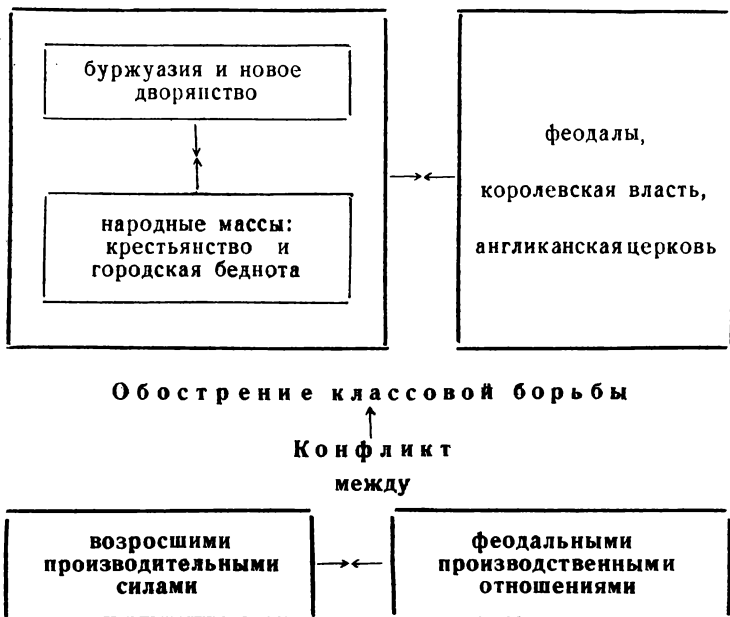 буржуазия и новое
дворянство
народные массы:
крестьянство и
городская беднота
феодалы,
королевская власть,
англиканская церковь
Обострение классовой борьбы
Конфликт
между
возросшими
производительными
силами
феодальными
производственными
отношениями